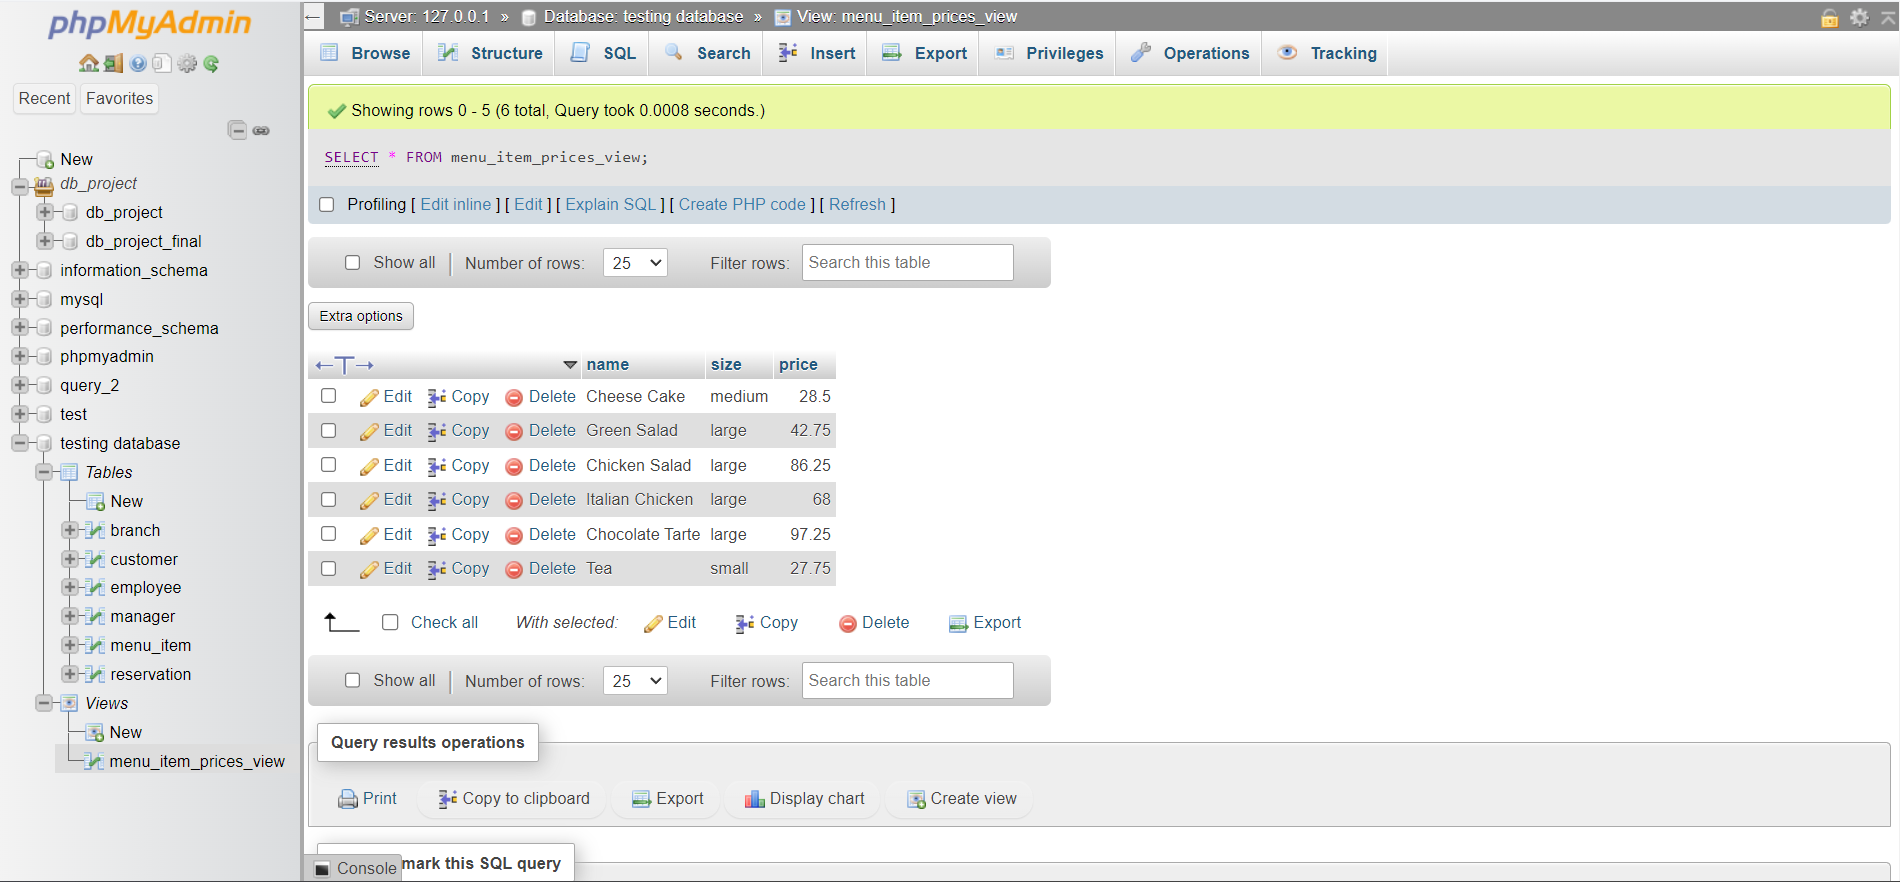 phpMyAdmin
Recent Favorites
New
db_project
db_project
db_project_final
information_schema
mysql
performance_schema
phpmyadmin
query_2
test
testing database
Tables
New
branch
customer
employee
manager
menu_item
reservation
Views
New
menu_item_prices_view
Server: 127.0.0.1 » Database: testing database » View: menu_item_prices_view
Browse Structure SQL Search Insert Export Privileges Operations Tracking
Showing rows 0 - 5 (6 total, Query took 0.0008 seconds.)
SELECT * FROM menu_item_prices_view;
Profiling [ Edit inline ] [ Edit ] [ Explain SQL ] [ Create PHP code ] [ Refresh ]
Show all | Number of rows: 25 Filter rows: Search this table
Extra options
←T→ name size price
Edit Copy Delete Cheese Cake medium 28.5
Edit Copy Delete Green Salad large 42.75
Edit Copy Delete Chicken Salad large 86.25
Edit Copy Delete Italian Chicken large 68
Edit Copy Delete Chocolate Tarte large 97.25
Edit Copy Delete Tea small 27.75
Check all With selected: Edit Copy Delete Export
Show all | Number of rows: 25 Filter rows: Search this table
Query results operations
Print Copy to clipboard Export Display chart Create view
Console mark this SQL query